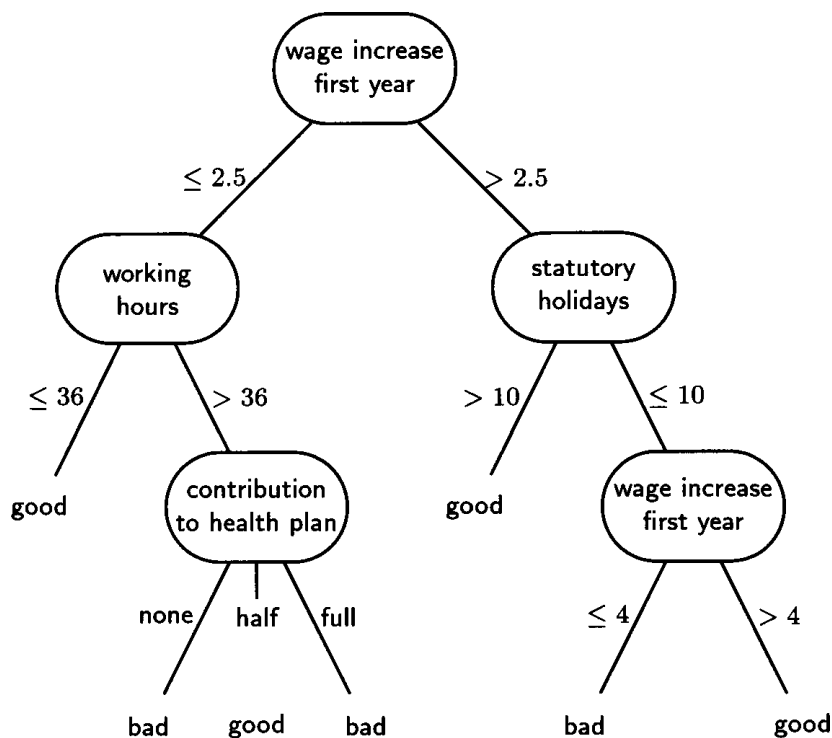 wage increase
first year
≤ 2.5
> 2.5
working
hours
statutory
holidays
≤ 36
> 36
> 10
≤ 10
good
contribution
to health plan
good
wage increase
first year
none
half
full
≤ 4
> 4
bad
good
bad
bad
good